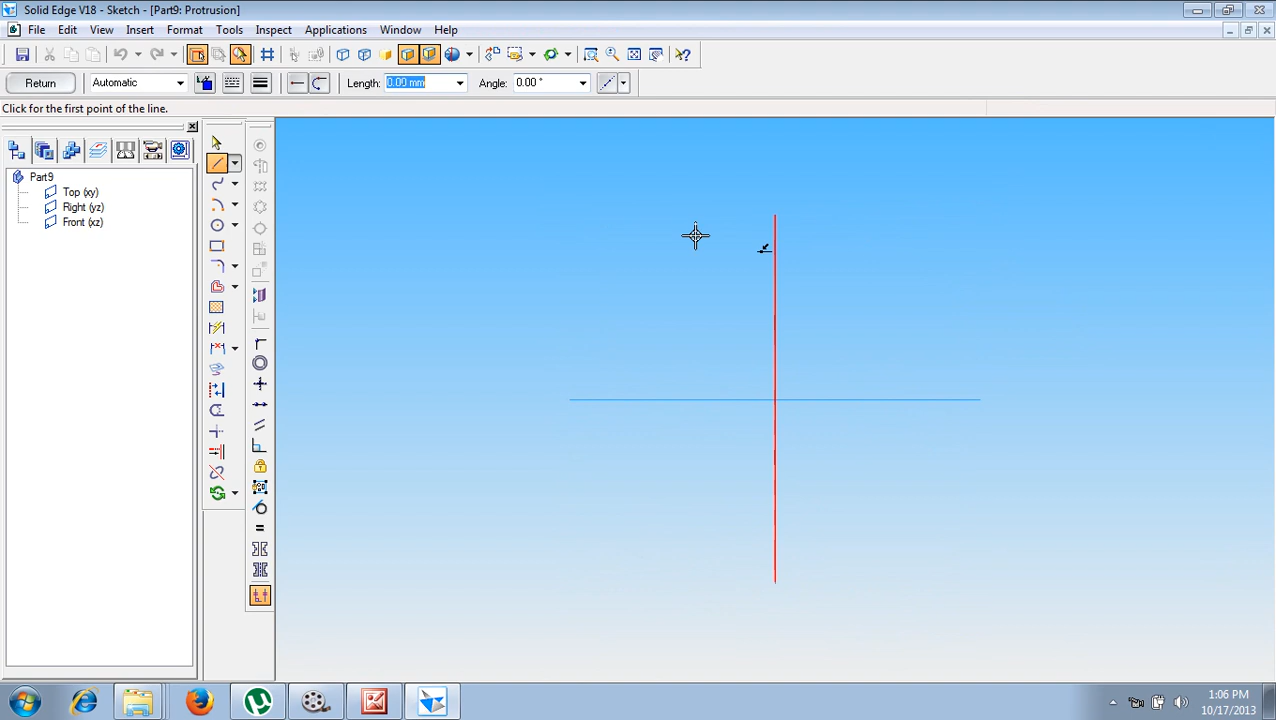 Solid Edge V18 - Sketch - [Part9: Protrusion]
File Edit View Insert Format Tools Inspect Applications Window Help
Return Automatic Length: 0.00 mm Angle: 0.00 °
Click for the first point of the line.
Part9
Top (xy)
Right (yz)
Front (xz)
1:06 PM
10/17/2013